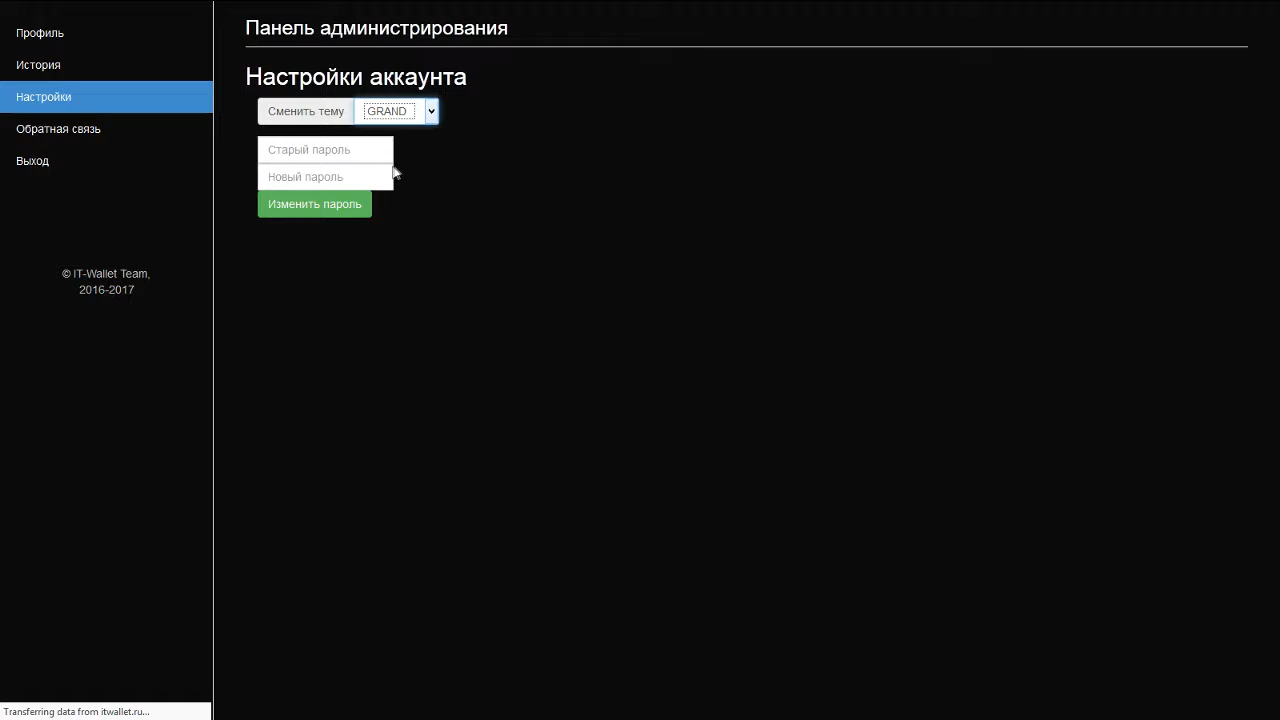 Профиль
История
Настройки
Обратная связь
Выход
© IT-Wallet Team,
2016-2017
Панель администрирования
Настройки аккаунта
Сменить тему GRAND
Старый пароль
Новый пароль
Изменить пароль
Transferring data from itwallet.ru...